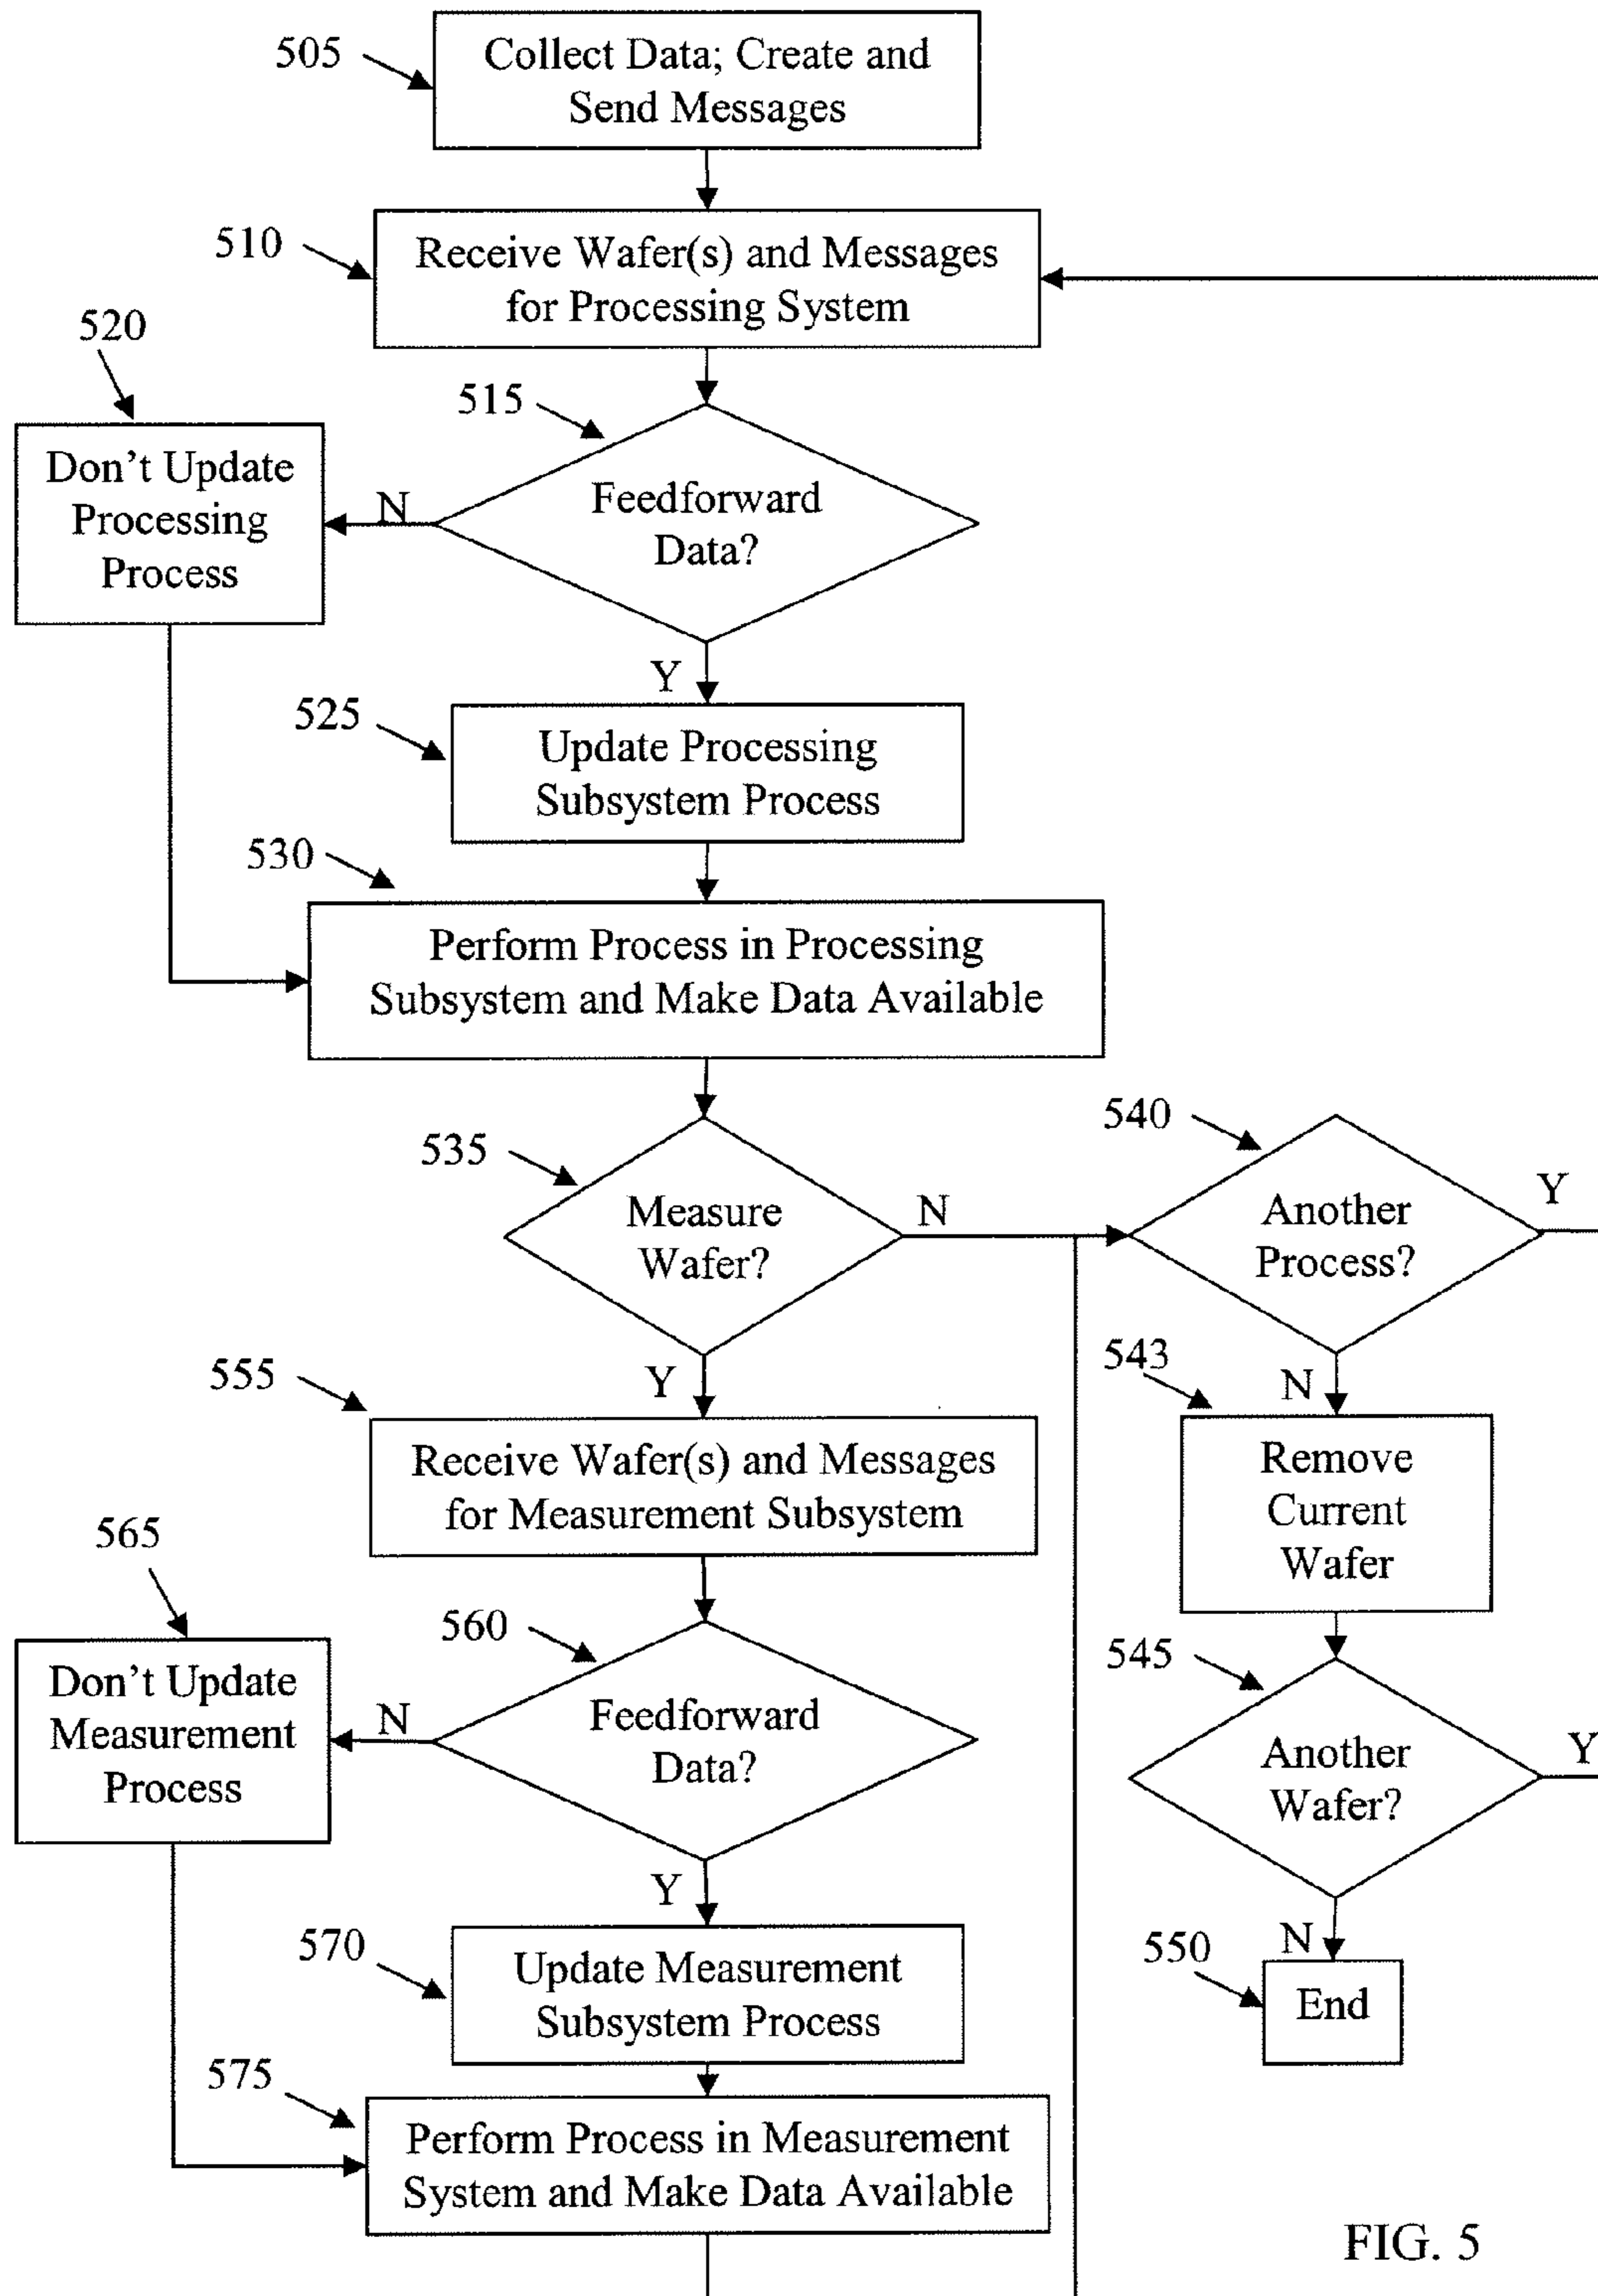 505
Collect Data; Create and
Send Messages
510
Receive Wafer(s) and Messages
for Processing System
520
515
Don't Update
Processing
Process
N
Feedforward
Data?
Y
525
Update Processing
Subsystem Process
530
Perform Process in Processing
Subsystem and Make Data Available
535
Measure
Wafer?
N
540
Another
Process?
Y
Y
543
N
555
Receive Wafer(s) and Messages
for Measurement Subsystem
Remove
Current
Wafer
565
560
545
Don't Update
Measurement
Process
N
Feedforward
Data?
Another
Wafer?
Y
Y
570
Update Measurement
Subsystem Process
N
550
End
575
Perform Process in Measurement
System and Make Data Available
FIG. 5